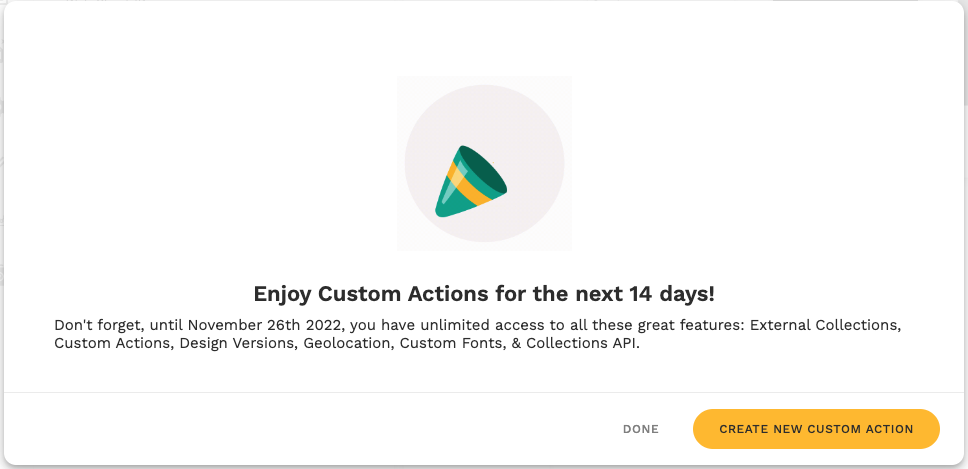 Enjoy Custom Actions for the next 14 days!
Don't forget, until November 26th 2022, you have unlimited access to all these great features: External Collections,
Custom Actions, Design Versions, Geolocation, Custom Fonts, & Collections API.
DONE
CREATE NEW CUSTOM ACTION